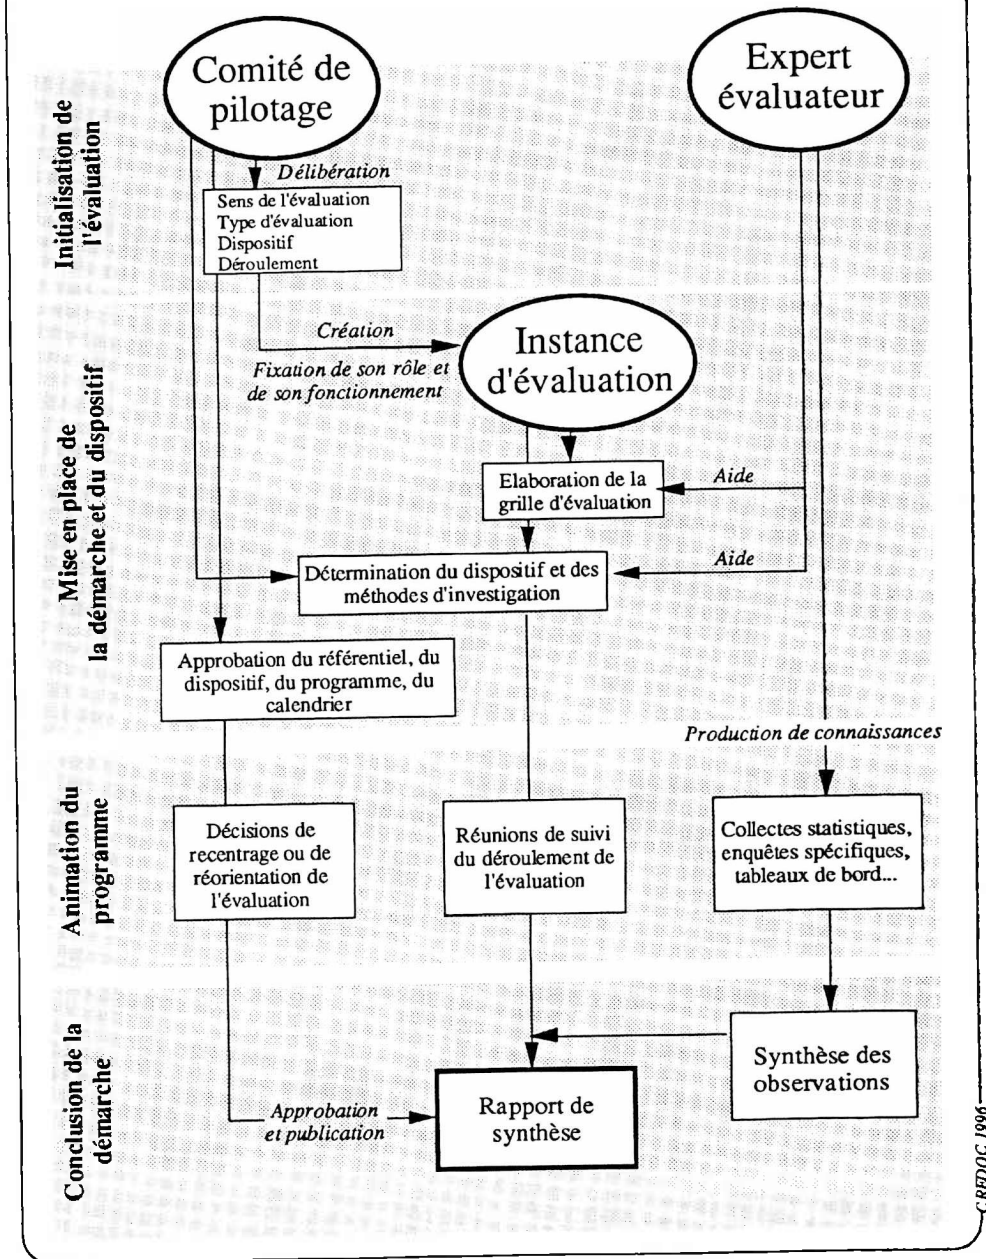 Comité de
pilotage
Expert
évaluateur
Initialisation de
l'évaluation
Délibération
Sens de l'évaluation
Type d'évaluation
Dispositif
Déroulement
Création
Fixation de son rôle et
de son fonctionnement
Instance
d'évaluation
Mise en place de
la démarche et du dispositif
Elaboration de la
grille d'évaluation
Aide
Détermination du dispositif et des
méthodes d'investigation
Aide
Approbation du référentiel, du
dispositif, du programme, du
calendrier
Production de connaissances
Animation du
programme
Décisions de
recentrage ou de
réorientation de
l'évaluation
Réunions de suivi
du déroulement de
l'évaluation
Collectes statistiques,
enquêtes spécifiques,
tableaux de bord...
Conclusion de la
démarche
Synthèse des
observations
Approbation
et publication
Rapport de
synthèse
CREDOC 1996